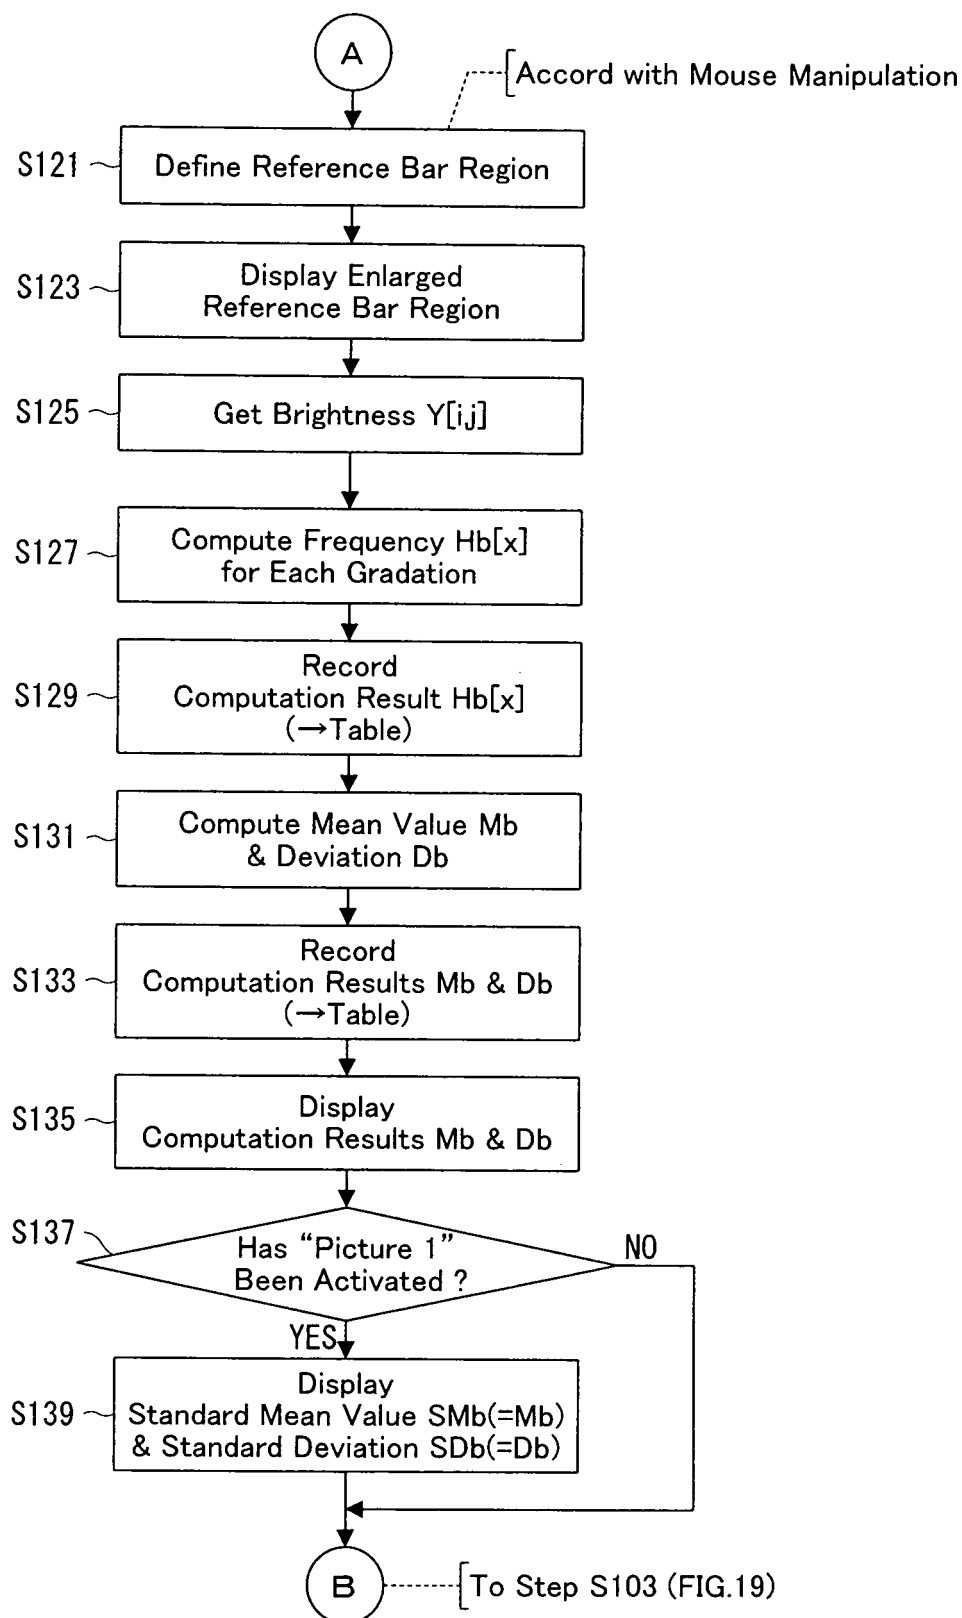 A
Accord with Mouse Manipulation
S121
Define Reference Bar Region
S123
Display Enlarged
Reference Bar Region
S125
Get Brightness Y[i,j]
S127
Compute Frequency Hb[x]
for Each Gradation
S129
Record
Computation Result Hb[x]
(→Table)
S131
Compute Mean Value Mb
& Deviation Db
S133
Record
Computation Results Mb & Db
(→Table)
S135
Display
Computation Results Mb & Db
S137
Has “Picture 1”
Been Activated ?
NO
YES
S139
Display
Standard Mean Value SMb(=Mb)
& Standard Deviation SDb(=Db)
B
To Step S103 (FIG.19)